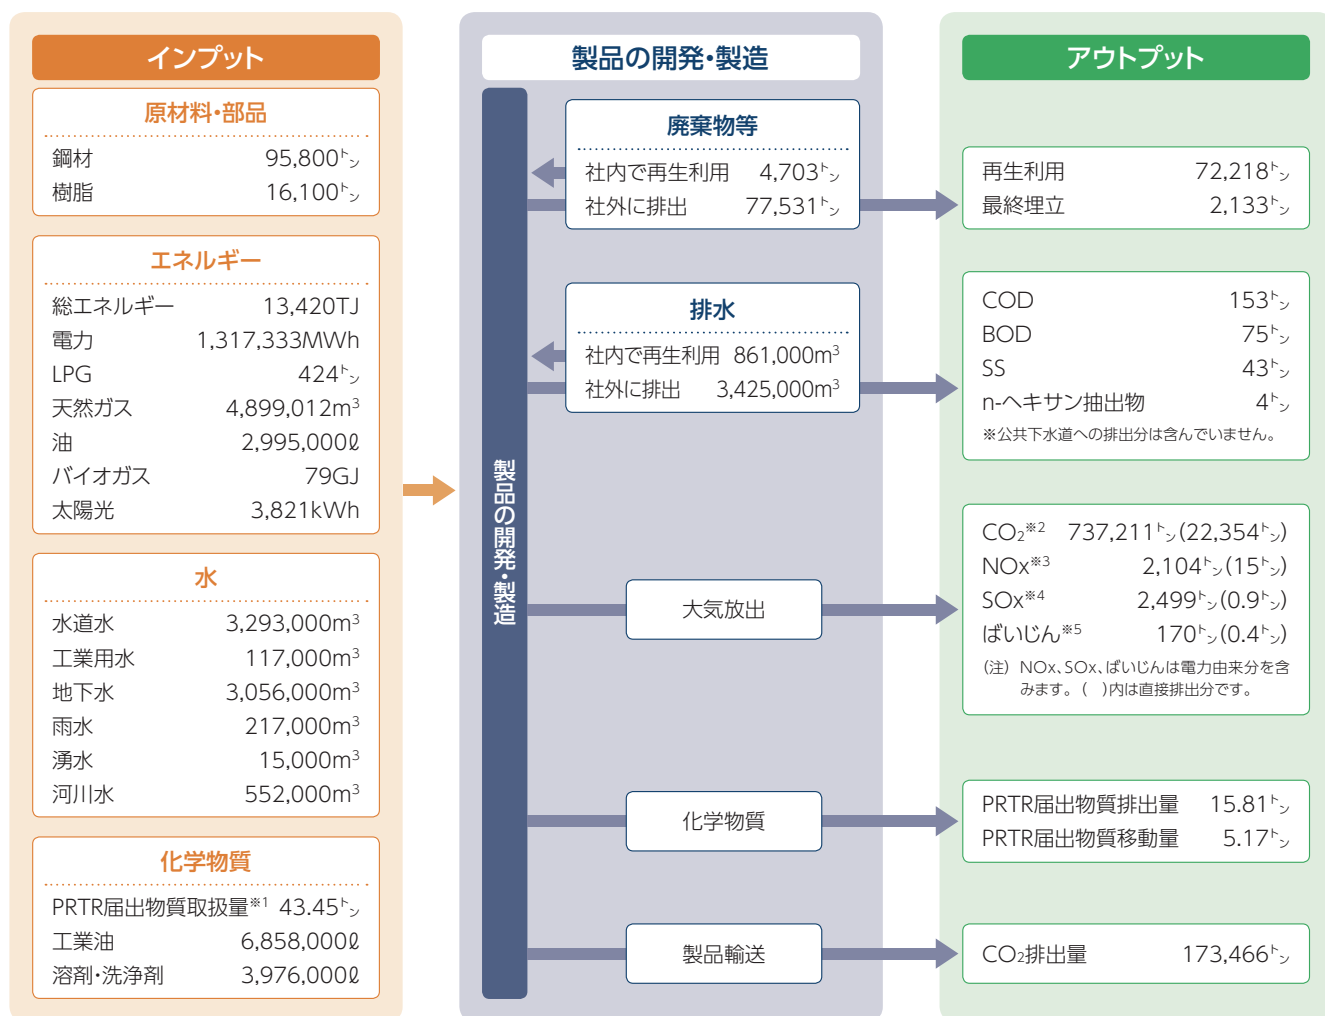 インプット
原材料・部品
鋼材 95,800㌧
樹脂 16,100㌧
エネルギー
総エネルギー 13,420TJ
電力 1,317,333MWh
LPG 424㌧
天然ガス 4,899,012m³
油 2,995,000ℓ
バイオガス 79GJ
太陽光 3,821kWh
水
水道水 3,293,000m³
工業用水 117,000m³
地下水 3,056,000m³
雨水 217,000m³
湧水 15,000m³
河川水 552,000m³
化学物質
PRTR届出物質取扱量※1 43.45㌧
工業油 6,858,000ℓ
溶剤・洗浄剤 3,976,000ℓ
製品の開発・製造
製品の開発・製造
廃棄物等
社内で再生利用 4,703㌧
社外に排出 77,531㌧
排水
社内で再生利用 861,000m³
社外に排出 3,425,000m³
大気放出
化学物質
製品輸送
アウトプット
再生利用 72,218㌧
最終埋立 2,133㌧
COD 153㌧
BOD 75㌧
SS 43㌧
n-ヘキサン抽出物 4㌧
※公共下水道への排出分は含んでいません。
CO₂※2 737,211㌧(22,354㌧)
NOx※3 2,104㌧(15㌧)
SOx※4 2,499㌧(0.9㌧)
ばいじん※5 170㌧(0.4㌧)
(注) NOx、SOx、ばいじんは電力由来分を含
みます。( )内は直接排出分です。
PRTR届出物質排出量 15.81㌧
PRTR届出物質移動量 5.17㌧
CO₂排出量 173,466㌧